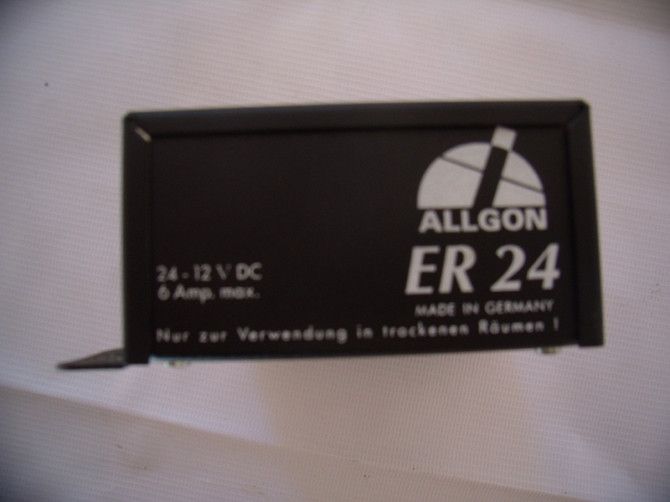 ALLGON
ER 24
24 - 12 V DC
6 Amp. max.
MADE IN GERMANY
Nur zur Verwendung in trockenen Räumen !